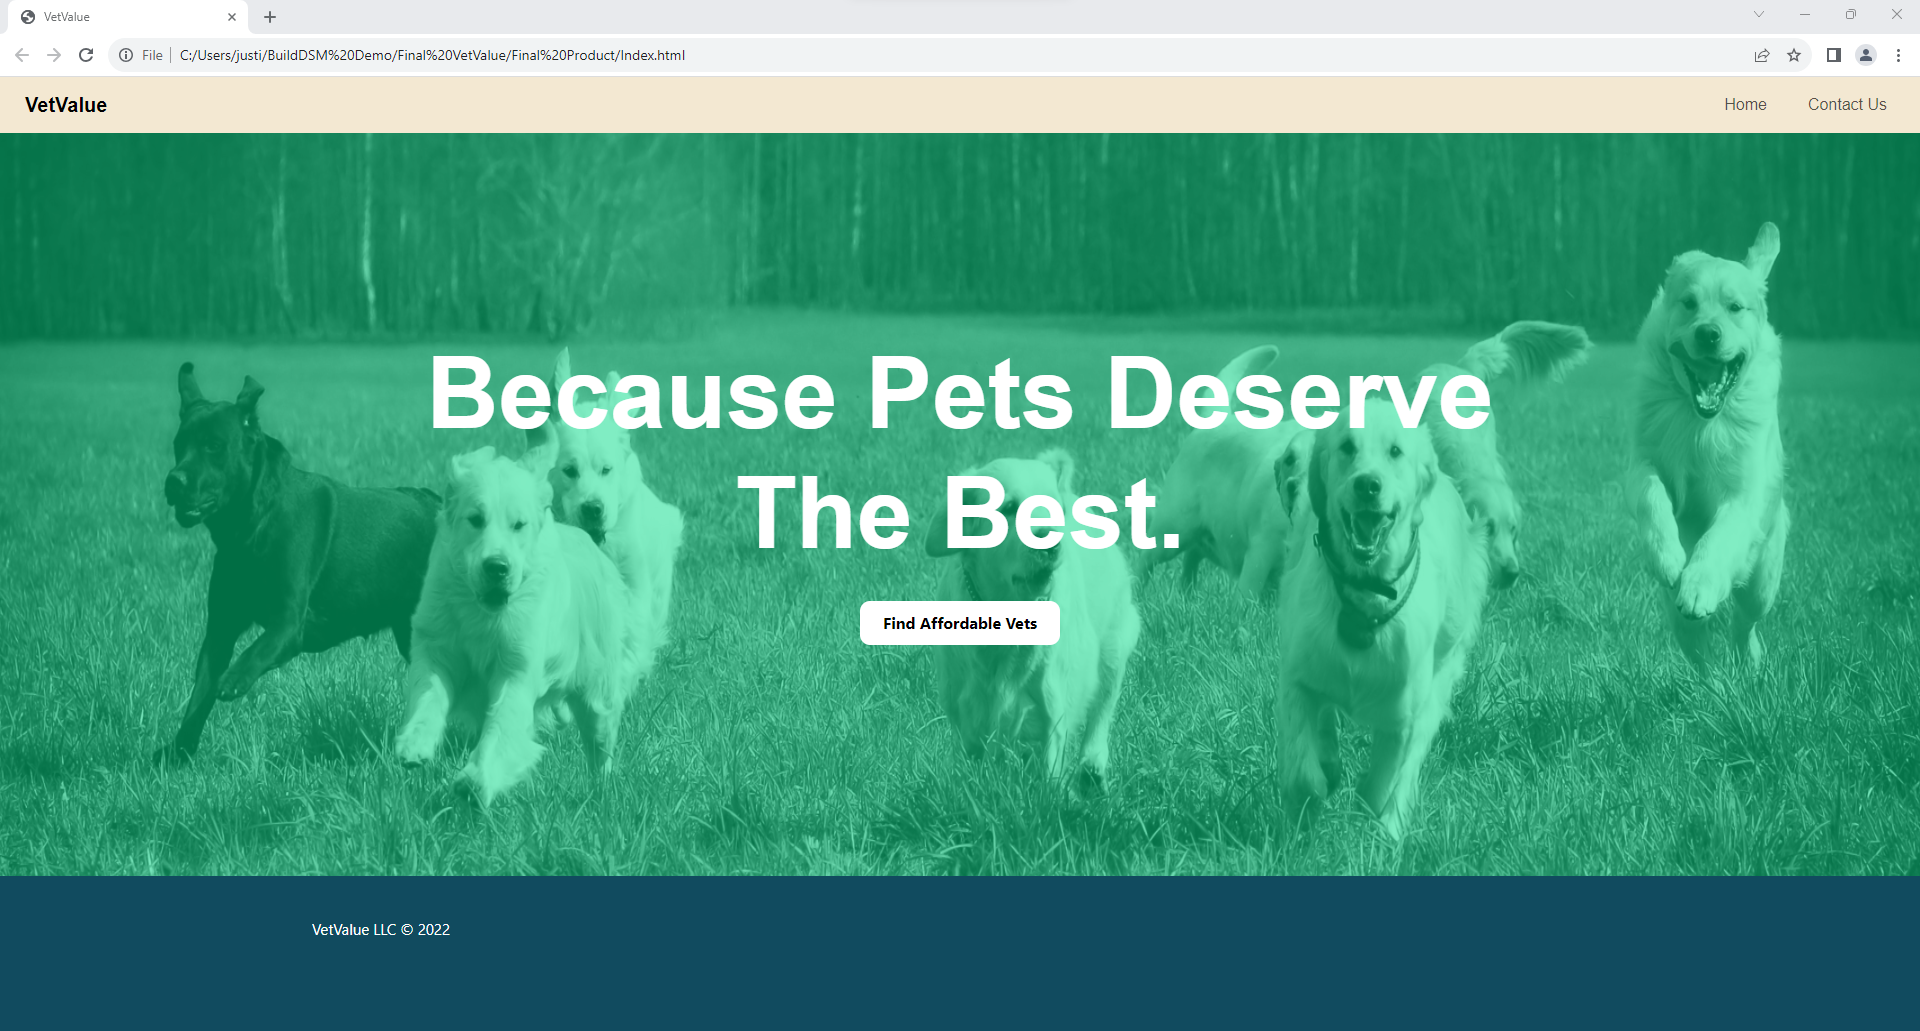 VetValue
File
C:/Users/justi/BuildDSM%20Demo/Final%20VetValue/Final%20Product/Index.html
VetValue
Home
Contact Us
Because Pets Deserve
The Best.
Find Affordable Vets
VetValue LLC © 2022